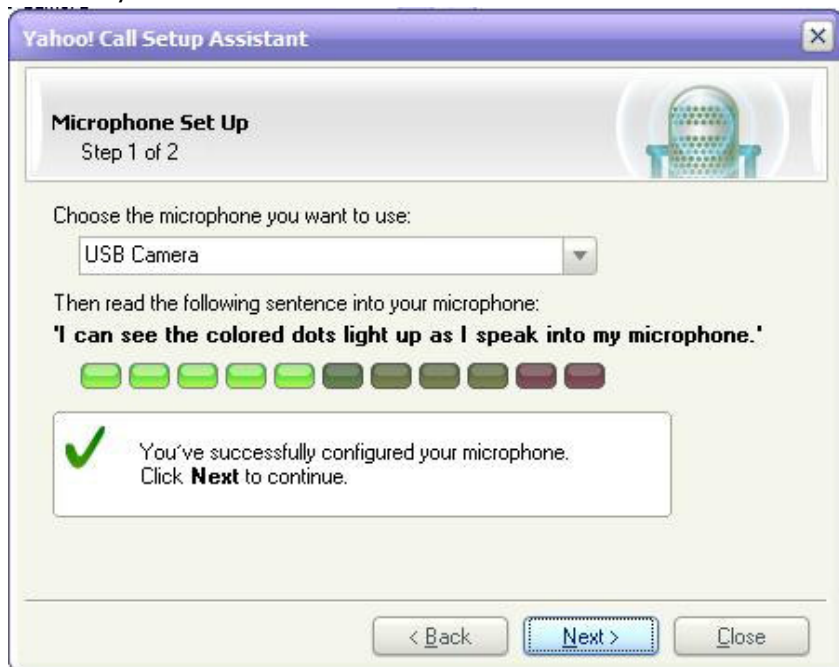 Yahoo! Call Setup Assistant
Microphone Set Up
Step 1 of 2
Choose the microphone you want to use:
USB Camera
Then read the following sentence into your microphone:
'I can see the colored dots light up as I speak into my microphone.'
You've successfully configured your microphone.
Click Next to continue.
< Back
Next >
Close